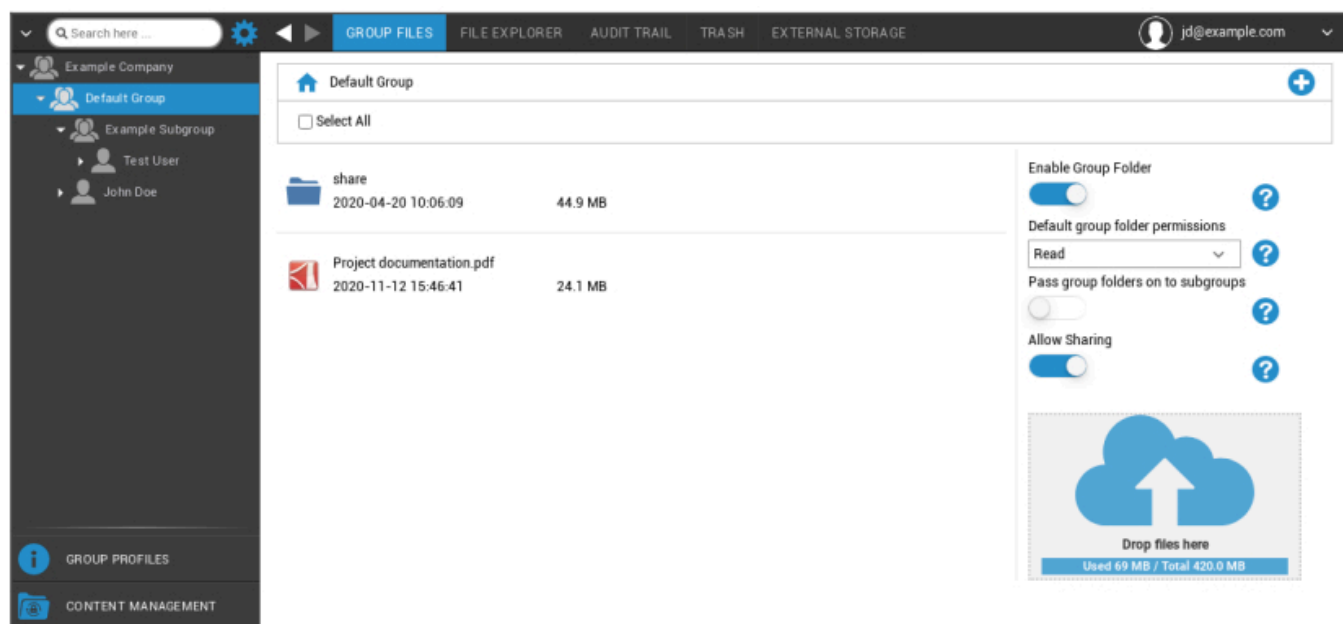 Search here ...
GROUP FILES FILE EXPLORER AUDIT TRAIL TRASH EXTERNAL STORAGE
jd@example.com
Example Company
Default Group
Example Subgroup
Test User
John Doe
GROUP PROFILES
CONTENT MANAGEMENT
Default Group
Select All
share
2020-04-20 10:06:09 44.9 MB
Project documentation.pdf
2020-11-12 15:46:41 24.1 MB
Enable Group Folder
?
Default group folder permissions
Read ?
Pass group folders on to subgroups
?
Allow Sharing
?
Drop files here
Used 69 MB / Total 420.0 MB